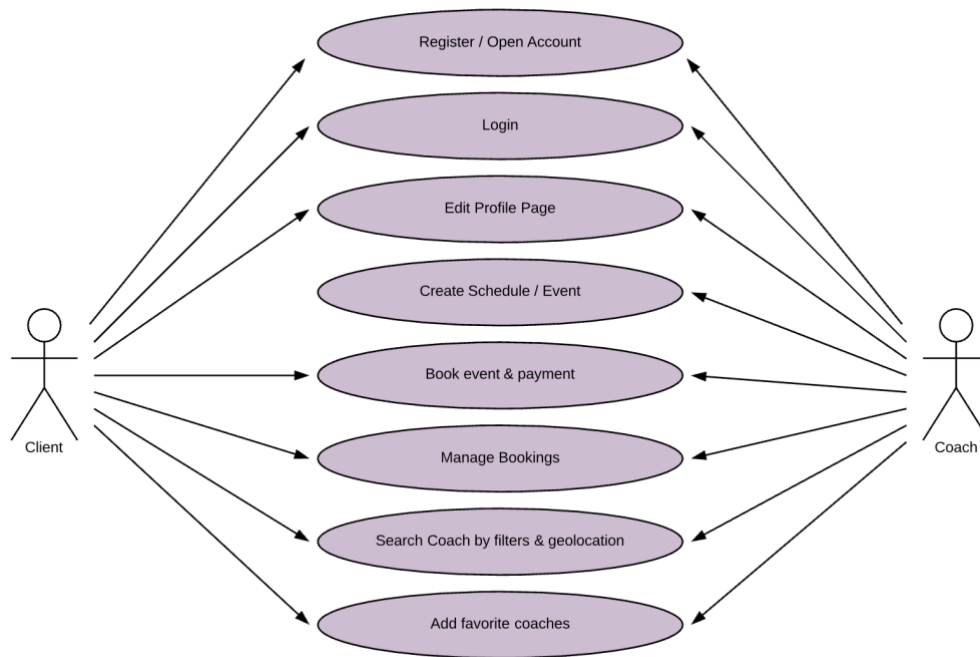 Register / Open Account
Login
Edit Profile Page
Create Schedule / Event
Book event & payment
Manage Bookings
Client
Coach
Search Coach by filters & geolocation
Add favorite coaches